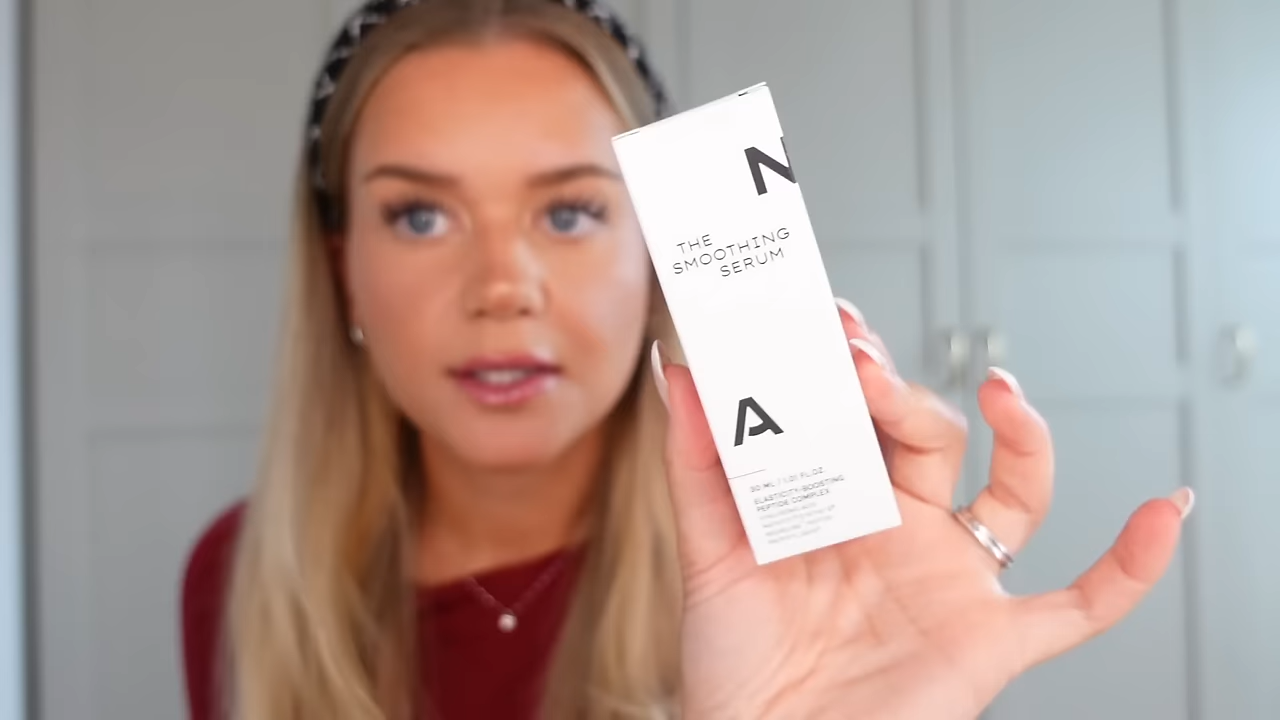 N
THE
SMOOTHING
SERUM
A
30 ML / 1.01 FL.OZ.
ELASTICITY-BOOSTING
PEPTIDE COMPLEX